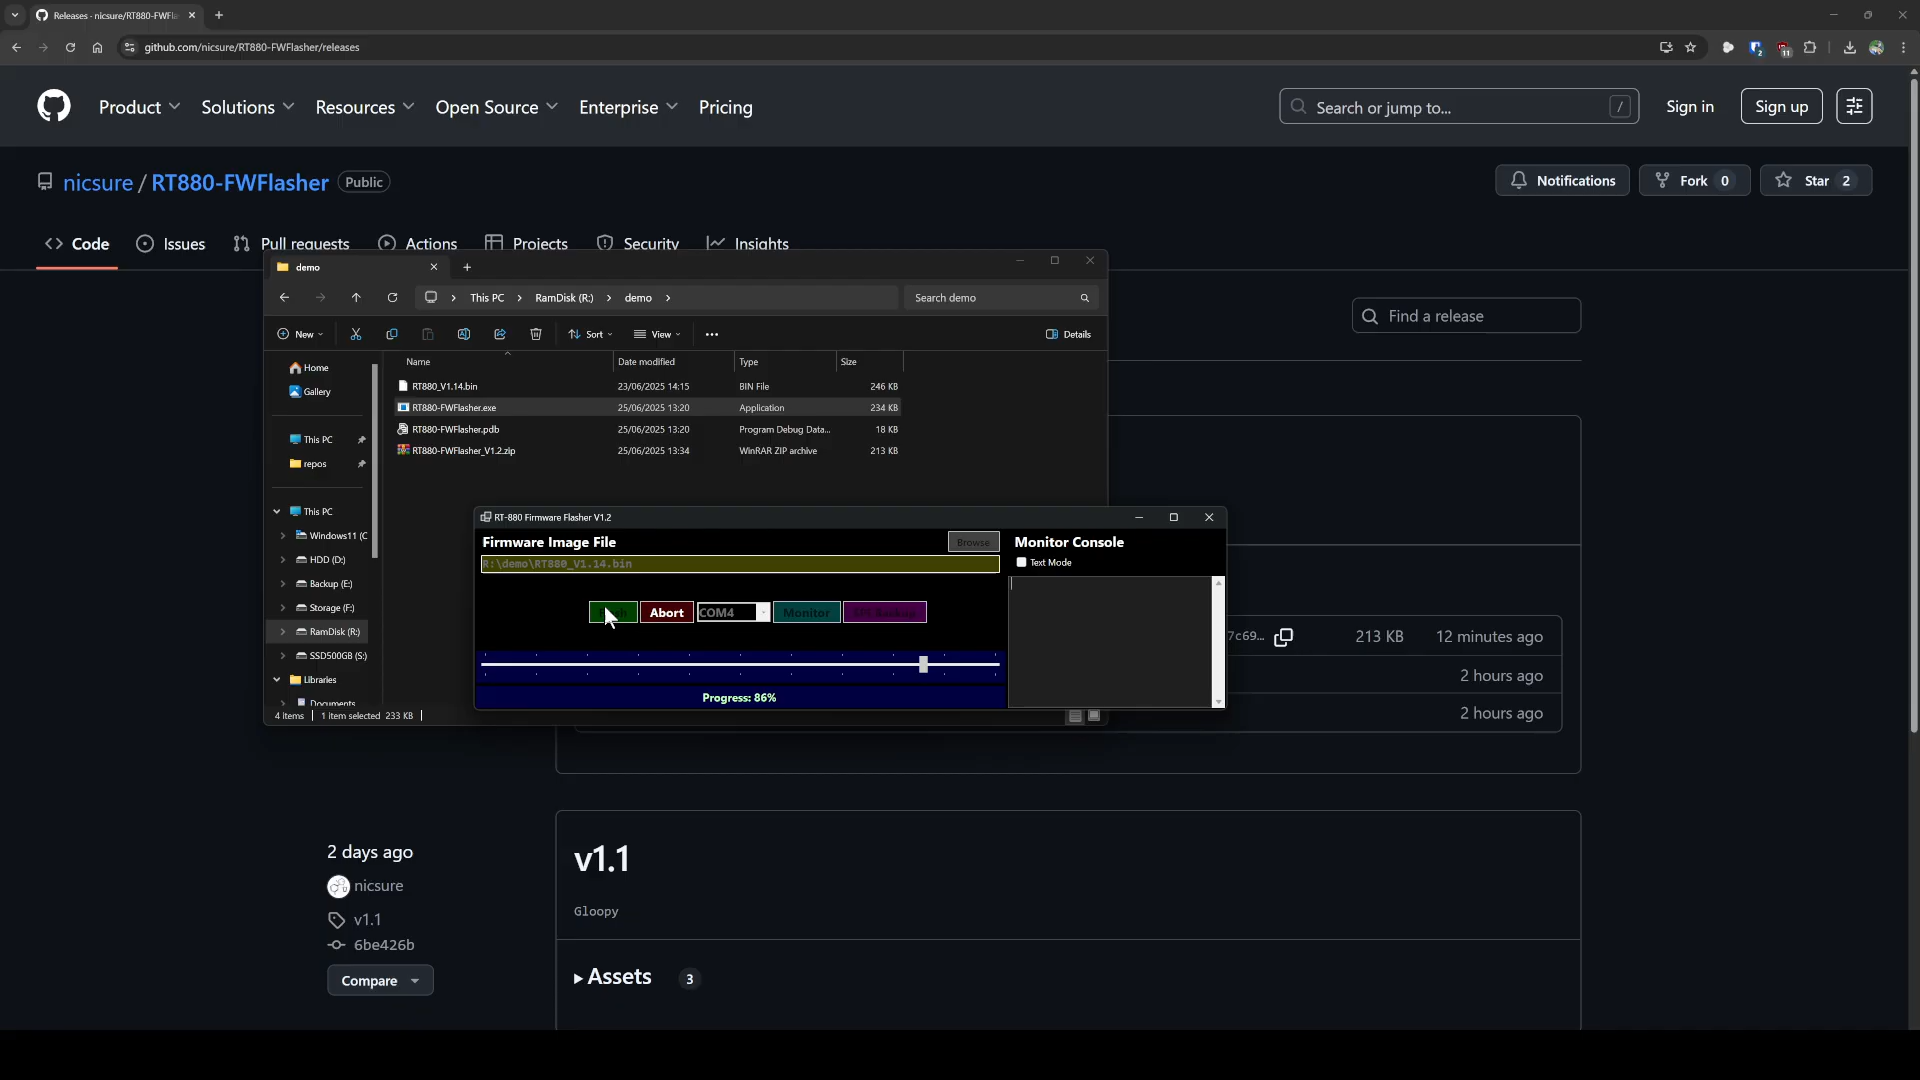 Releases · nicsure/RT880-FWFla
github.com/nicsure/RT880-FWFlasher/releases
2
11
Product
Solutions
Resources
Open Source
Enterprise
Pricing
Search or jump to...
/
Sign in
Sign up
nicsure / RT880-FWFlasher
Public
Notifications
Fork 0
Star 2
Code
Issues
Pull requests
Actions
Projects
Security
Insights
Find a release
demo
This PC > RamDisk (R:) > demo >
Search demo
New
Sort
View
Details
Home
Gallery
This PC
repos
This PC
Windows11 (C
HDD (D:)
Backup (E:)
Storage (F:)
RamDisk (R:)
SSD500GB (S:)
Libraries
Documents
Name Date modified Type Size
RT880_V1.14.bin 23/06/2025 14:15 BIN File 246 KB
RT880-FWFlasher.exe 25/06/2025 13:20 Application 234 KB
RT880-FWFlasher.pdb 25/06/2025 13:20 Program Debug Data... 18 KB
RT880-FWFlasher_V1.2.zip 25/06/2025 13:34 WinRAR ZIP archive 213 KB
4 items
1 item selected 233 KB
RT-880 Firmware Flasher V1.2
Firmware Image File
Browse
R:\demo\RT880_V1.14.bin
Abort
COM4
Monitor
Progress: 86%
Monitor Console
Text Mode
7c69...
213 KB
12 minutes ago
2 hours ago
2 hours ago
2 days ago
nicsure
v1.1
6be426b
Compare
v1.1
Gloopy
Assets 3